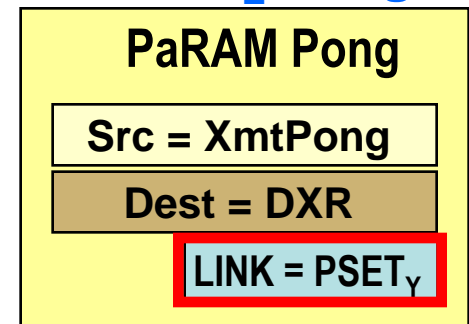 PaRAM Pong
Src = XmtPong
Dest = DXR
LINK = PSETY